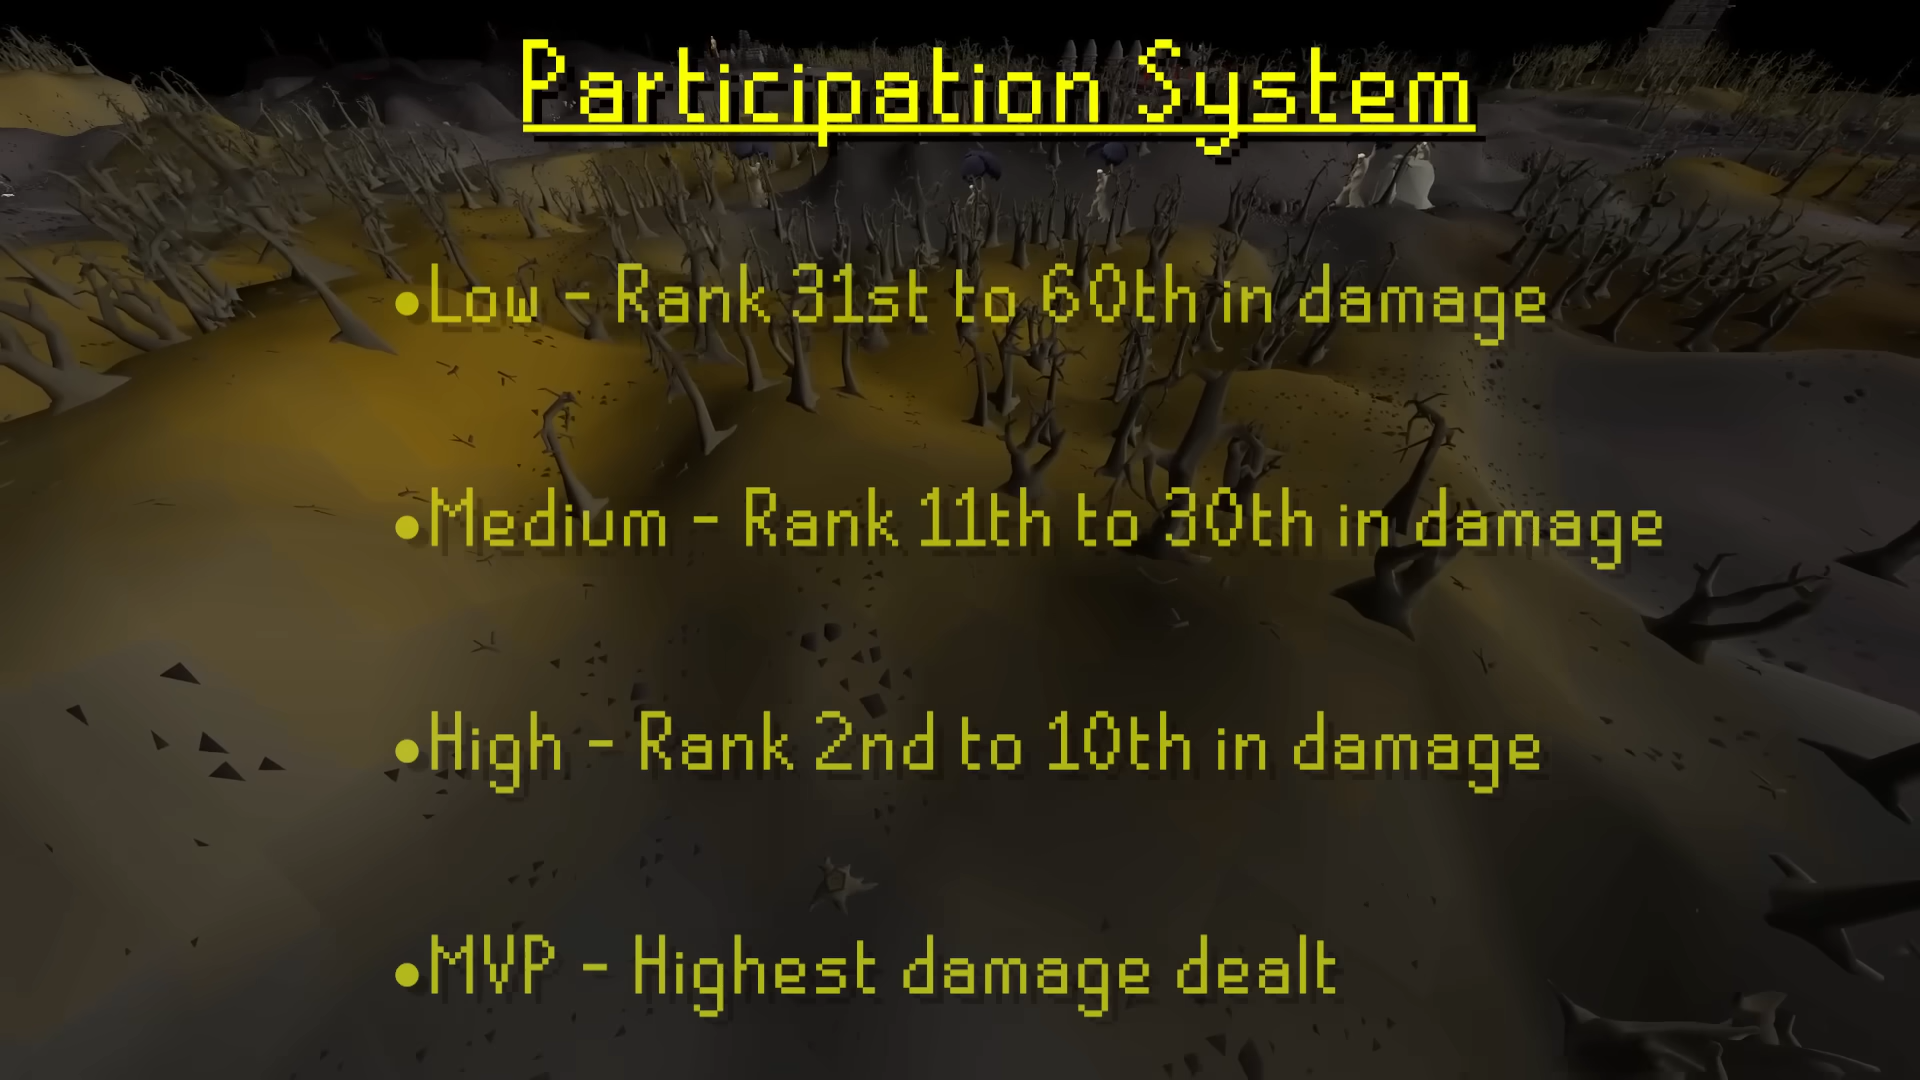 Participation System
•Low - Rank 31st to 60th in damage
•Medium - Rank 11th to 30th in damage
•High - Rank 2nd to 10th in damage
•MVP - Highest damage dealt